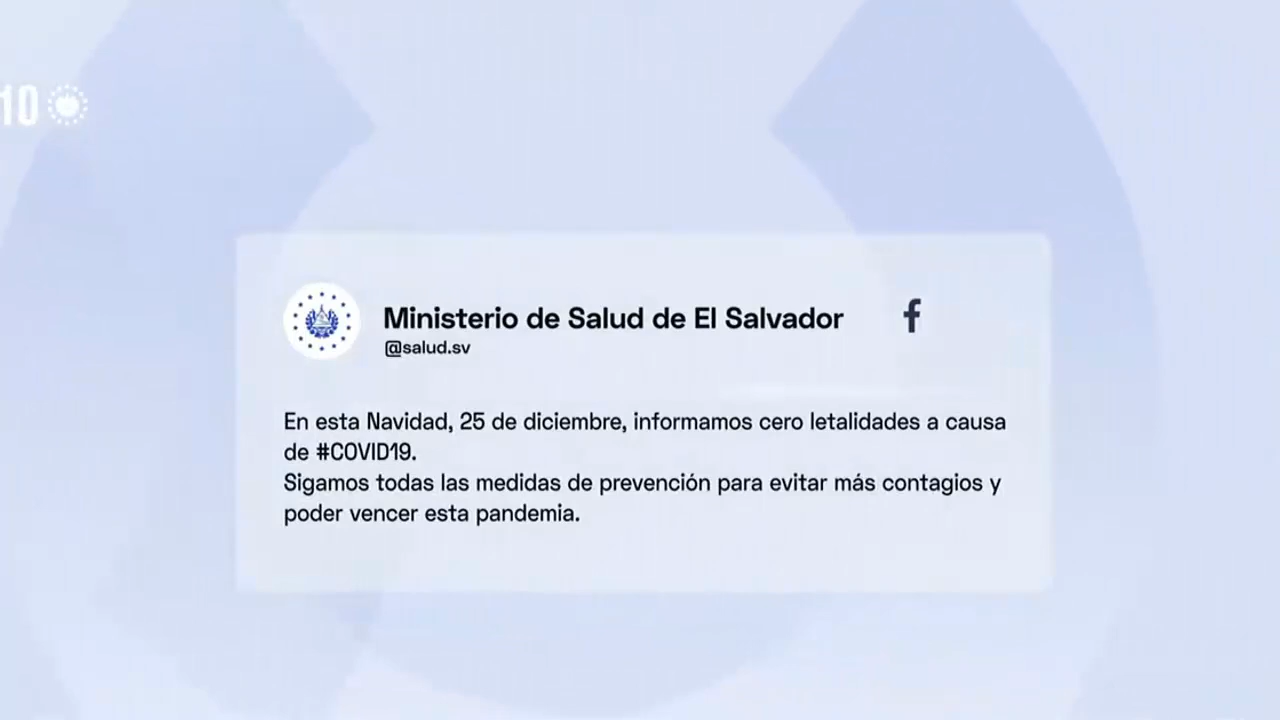 10
Ministerio de Salud de El Salvador
@salud.sv
En esta Navidad, 25 de diciembre, informamos cero letalidades a causa
de #COVID19.
Sigamos todas las medidas de prevención para evitar más contagios y
poder vencer esta pandemia.